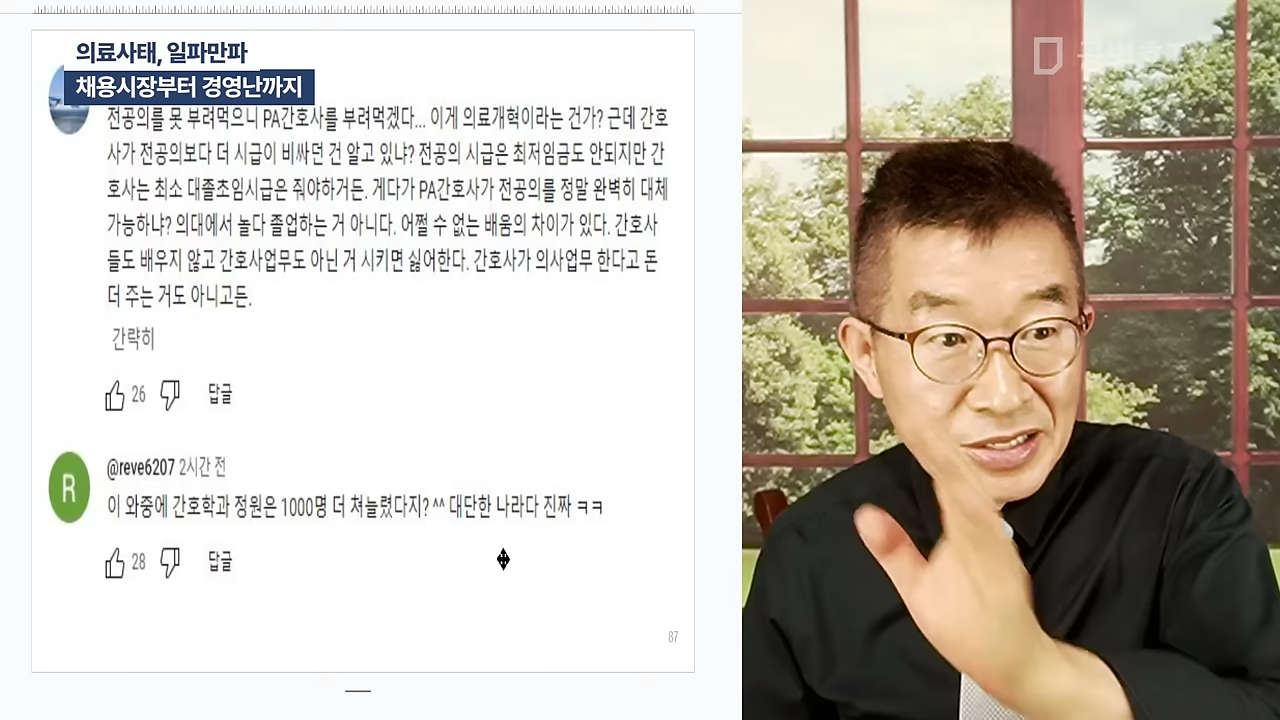 의료사태, 일파만파
채용시장부터 경영난까지
전공의를 못 부려먹으니 PA간호사를 부려먹겠다... 이게 의료개혁이라는 건가? 근데 간호
사가 전공의보다 더 시급이 비싸던 건 알고 있냐? 전공의 시급은 최저임금도 안되지만 간
호사는 최소 대졸초임시급은 줘야하거든. 게다가 PA간호사가 전공의를 정말 완벽히 대체
가능하냐? 의대에서 놀다 졸업하는 거 아니다. 어쩔 수 없는 배움의 차이가 있다. 간호사
들도 배우지 않고 간호사업무도 아닌 거 시키면 싫어한다. 간호사가 의사업무 한다고 돈
더 주는 거도 아니고든.
간략히
26 답글
R
@reve6207 2시간 전
이 와중에 간호학과 정원은 1000명 더 쳐늘렸다지? ^^ 대단한 나라다 진짜 ㅋㅋ
28 답글
87